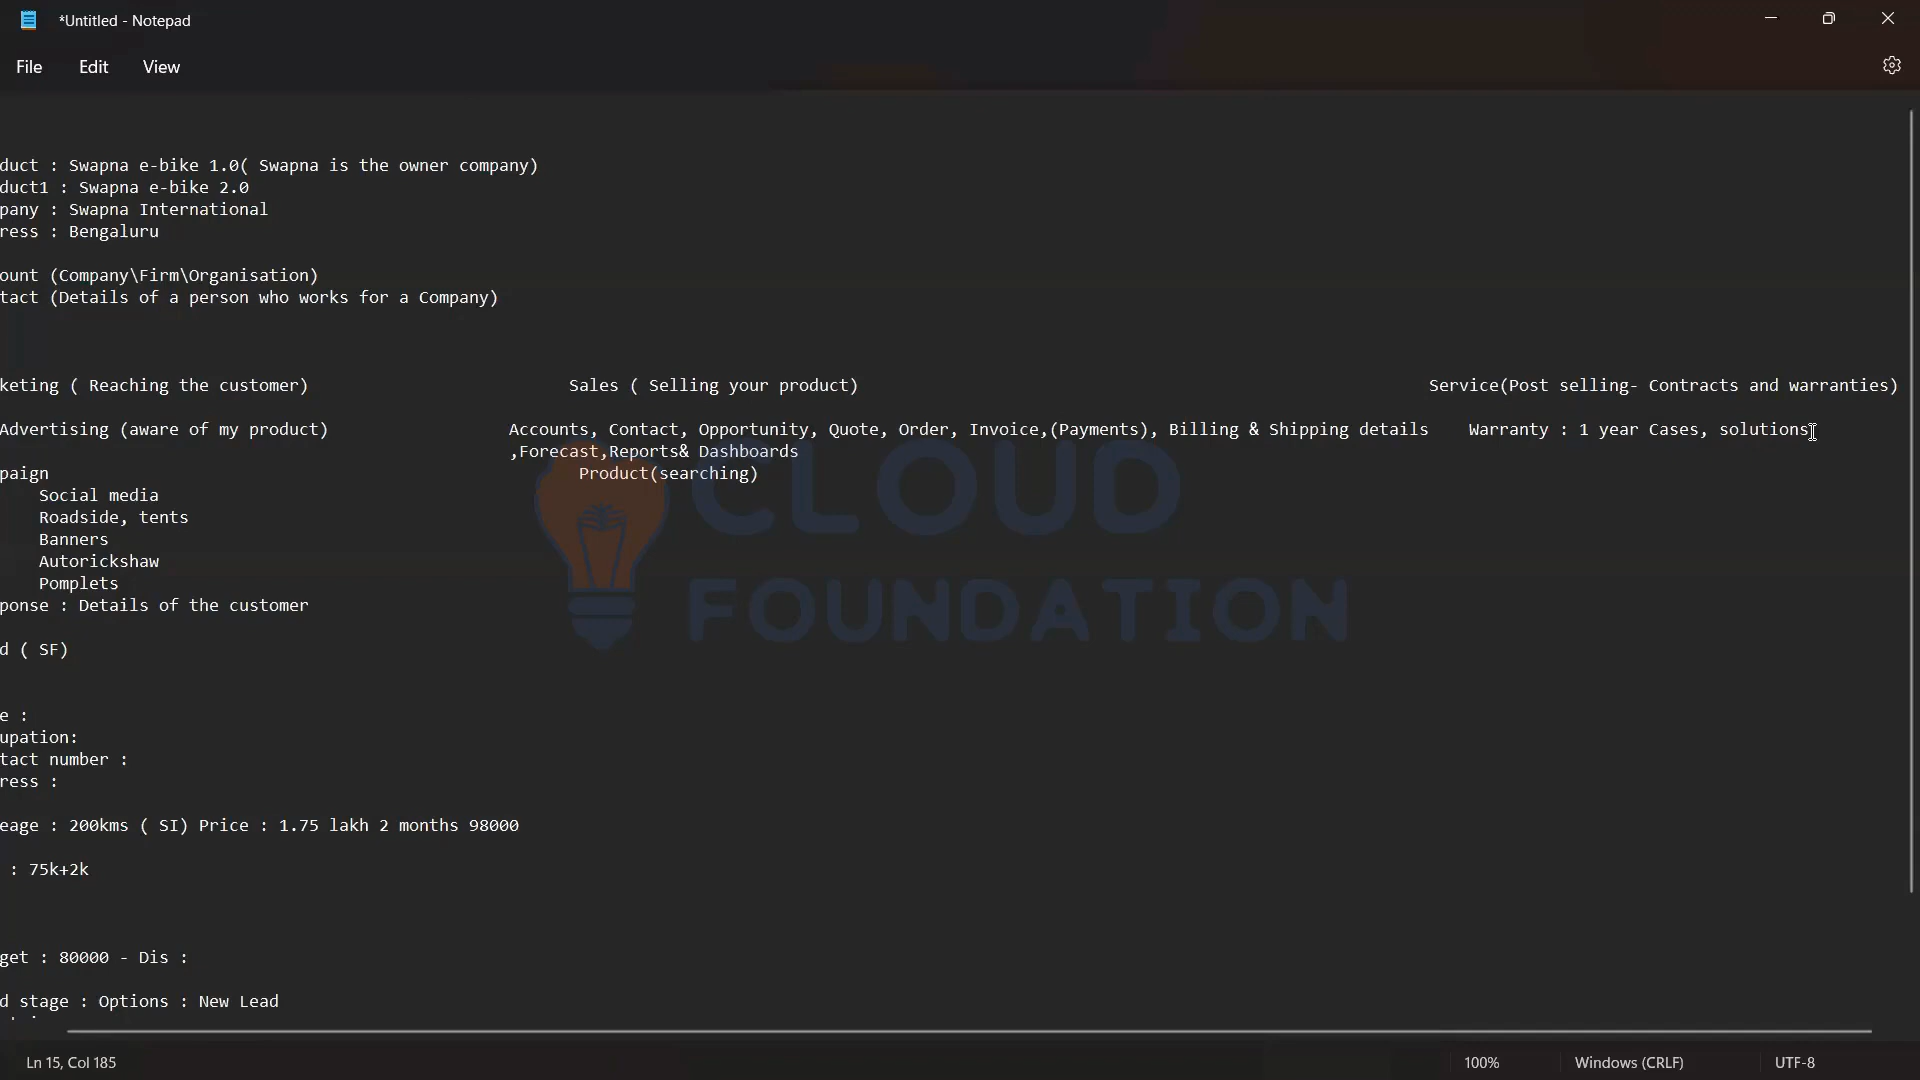 *Untitled - Notepad
File Edit View
duct : Swapna e-bike 1.0( Swapna is the owner company)
duct1 : Swapna e-bike 2.0
pany : Swapna International
ress : Bengaluru
ount (Company\Firm\Organisation)
tact (Details of a person who works for a Company)
keting ( Reaching the customer) Sales ( Selling your product) Service(Post selling- Contracts and warranties)
Advertising (aware of my product) Accounts, Contact, Opportunity, Quote, Order, Invoice,(Payments), Billing & Shipping details Warranty : 1 year Cases, solutions
,Forecast,Reports& Dashboards
paign Product(searching)
Social media
Roadside, tents
Banners
Autorickshaw
Pomplets
ponse : Details of the customer
d ( SF)
e :
upation:
tact number :
ress :
eage : 200kms ( SI) Price : 1.75 lakh 2 months 98000
: 75k+2k
get : 80000 - Dis :
d stage : Options : New Lead
CLOUD
FOUNDATION
Ln 15, Col 185 100% Windows (CRLF) UTF-8